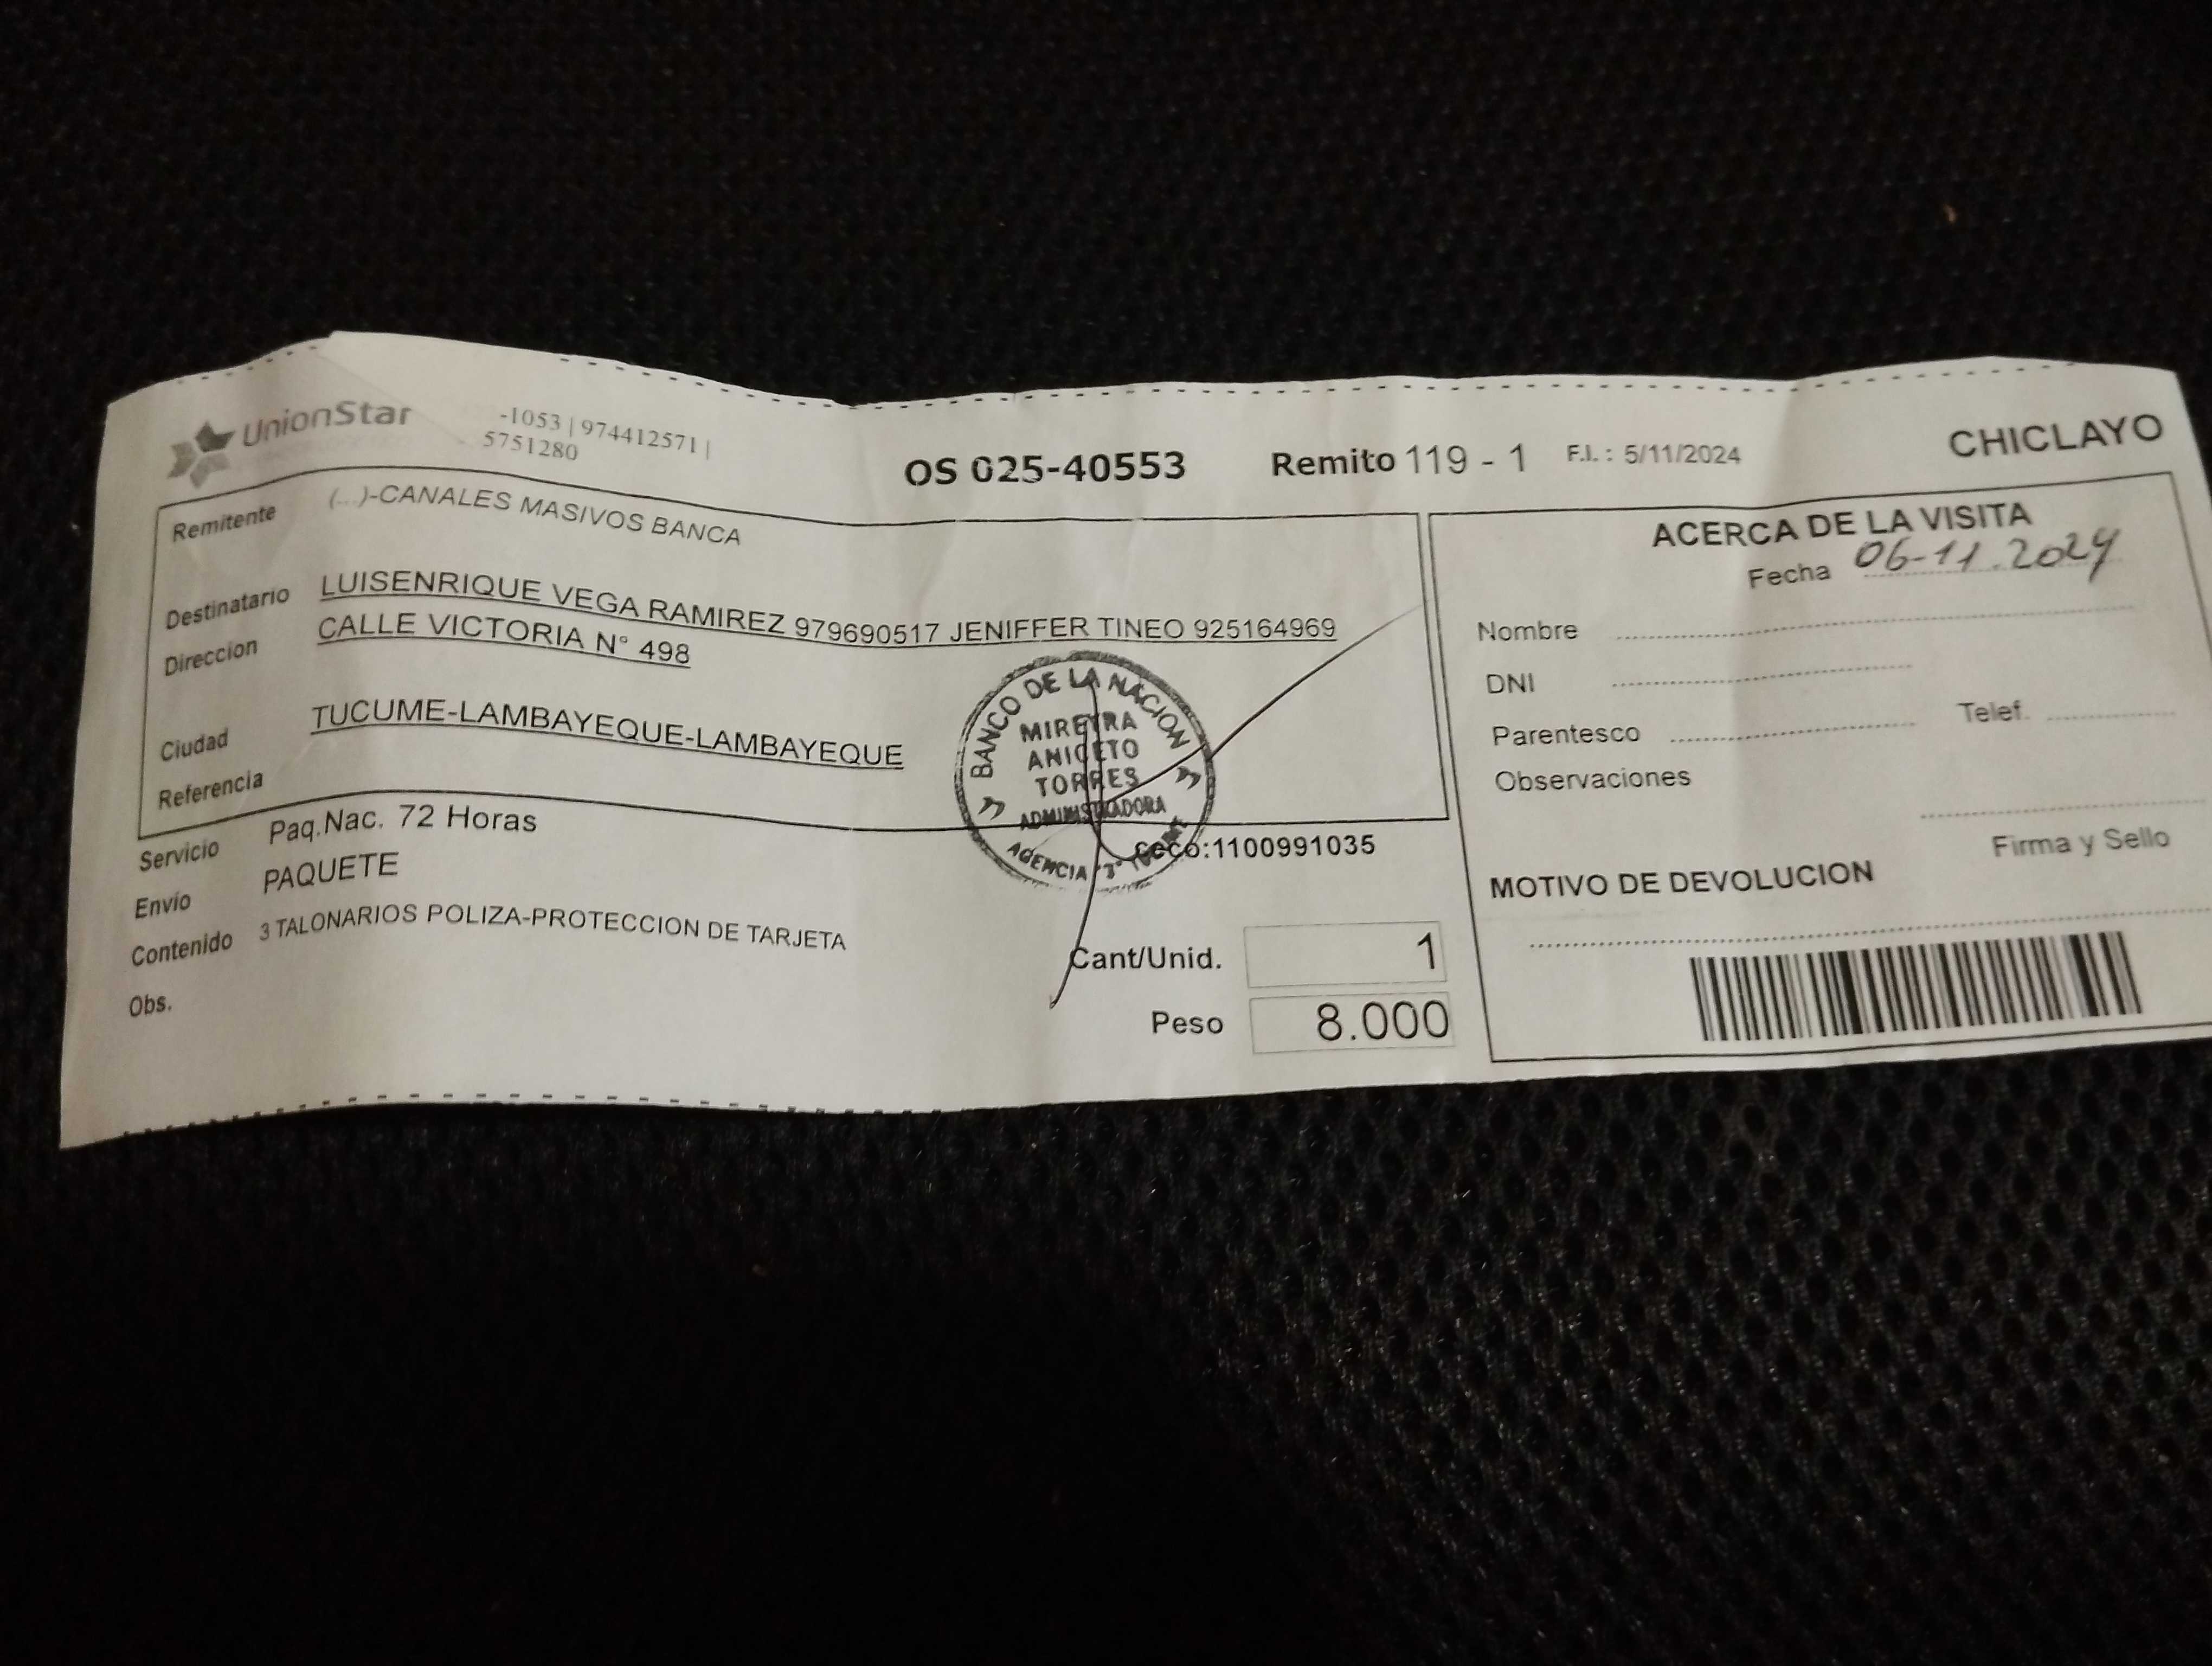 UnionStar
-1053 | 974412571 |
5751280
OS 025-40553 Remito 119 - 1 F.I. : 5/11/2024 CHICLAYO
Remitente (...)-CANALES MASIVOS BANCA
Destinatario LUISENRIQUE VEGA RAMIREZ 979690517 JENIFFER TINEO 925164969
Direccion CALLE VICTORIA N° 498
Ciudad TUCUME-LAMBAYEQUE-LAMBAYEQUE
Referencia
BANCO DE LA NACION
MIREYRA
ANICETO
TORRES
ADMINISTRADORA
AGENCIA "3" TUCUME
Servicio Paq.Nac. 72 Horas
ceco:1100991035
Envío PAQUETE
Contenido 3 TALONARIOS POLIZA-PROTECCION DE TARJETA
Obs.
Cant/Unid. 1
Peso 8.000
ACERCA DE LA VISITA
Fecha 06-11.2024
Nombre
DNI
Parentesco Telef.
Observaciones
Firma y Sello
MOTIVO DE DEVOLUCION